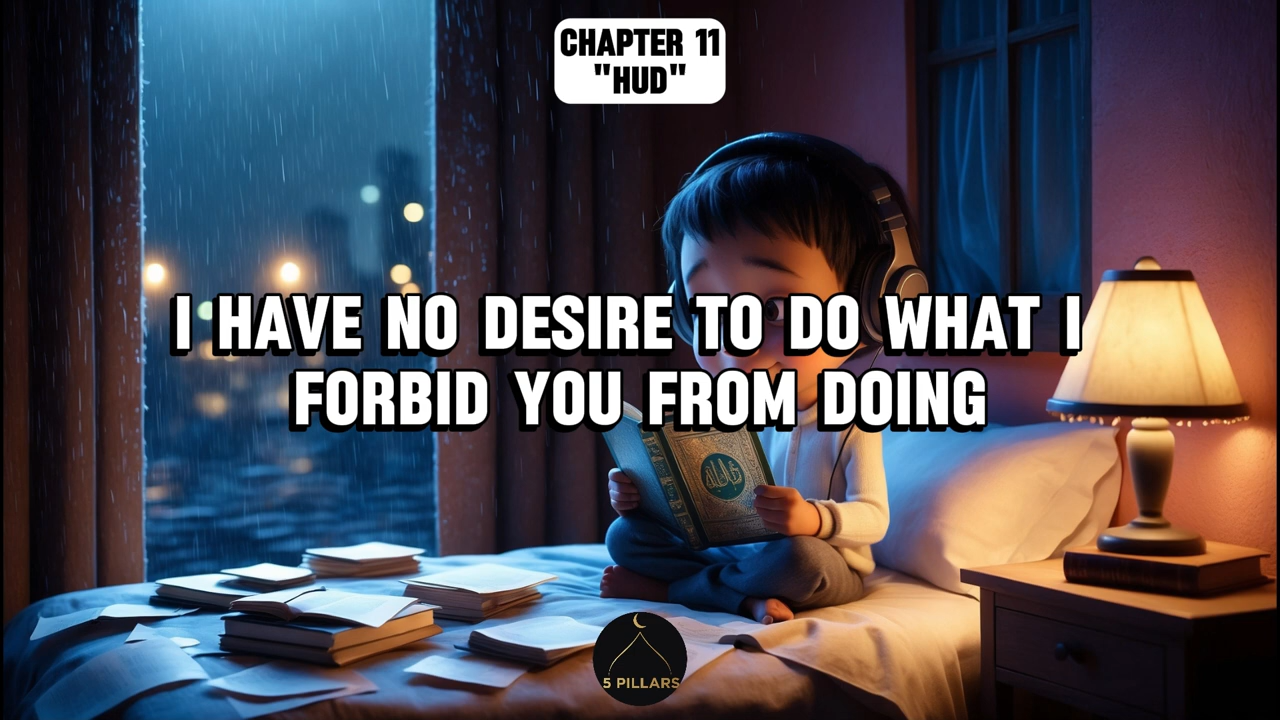 CHAPTER 11
"HUD"
I HAVE NO DESIRE TO DO WHAT I
FORBID YOU FROM DOING
5 PILLARS